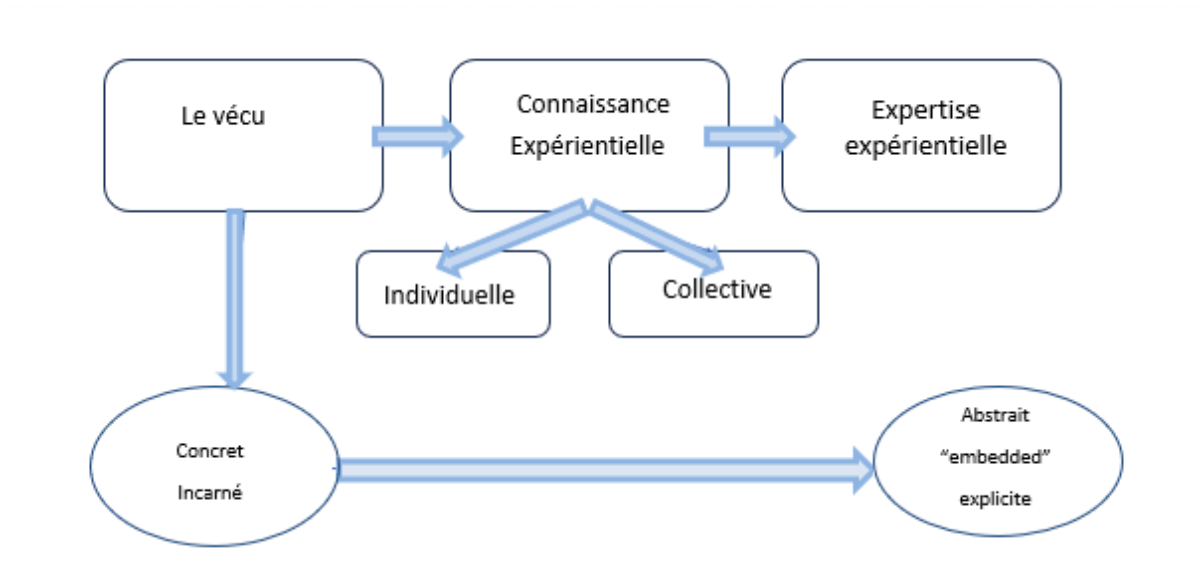 Le vécu
Connaissance
Expérientielle
Expertise
expérientielle
Individuelle
Collective
Concret
Incarné
Abstrait
“embedded”
explicite